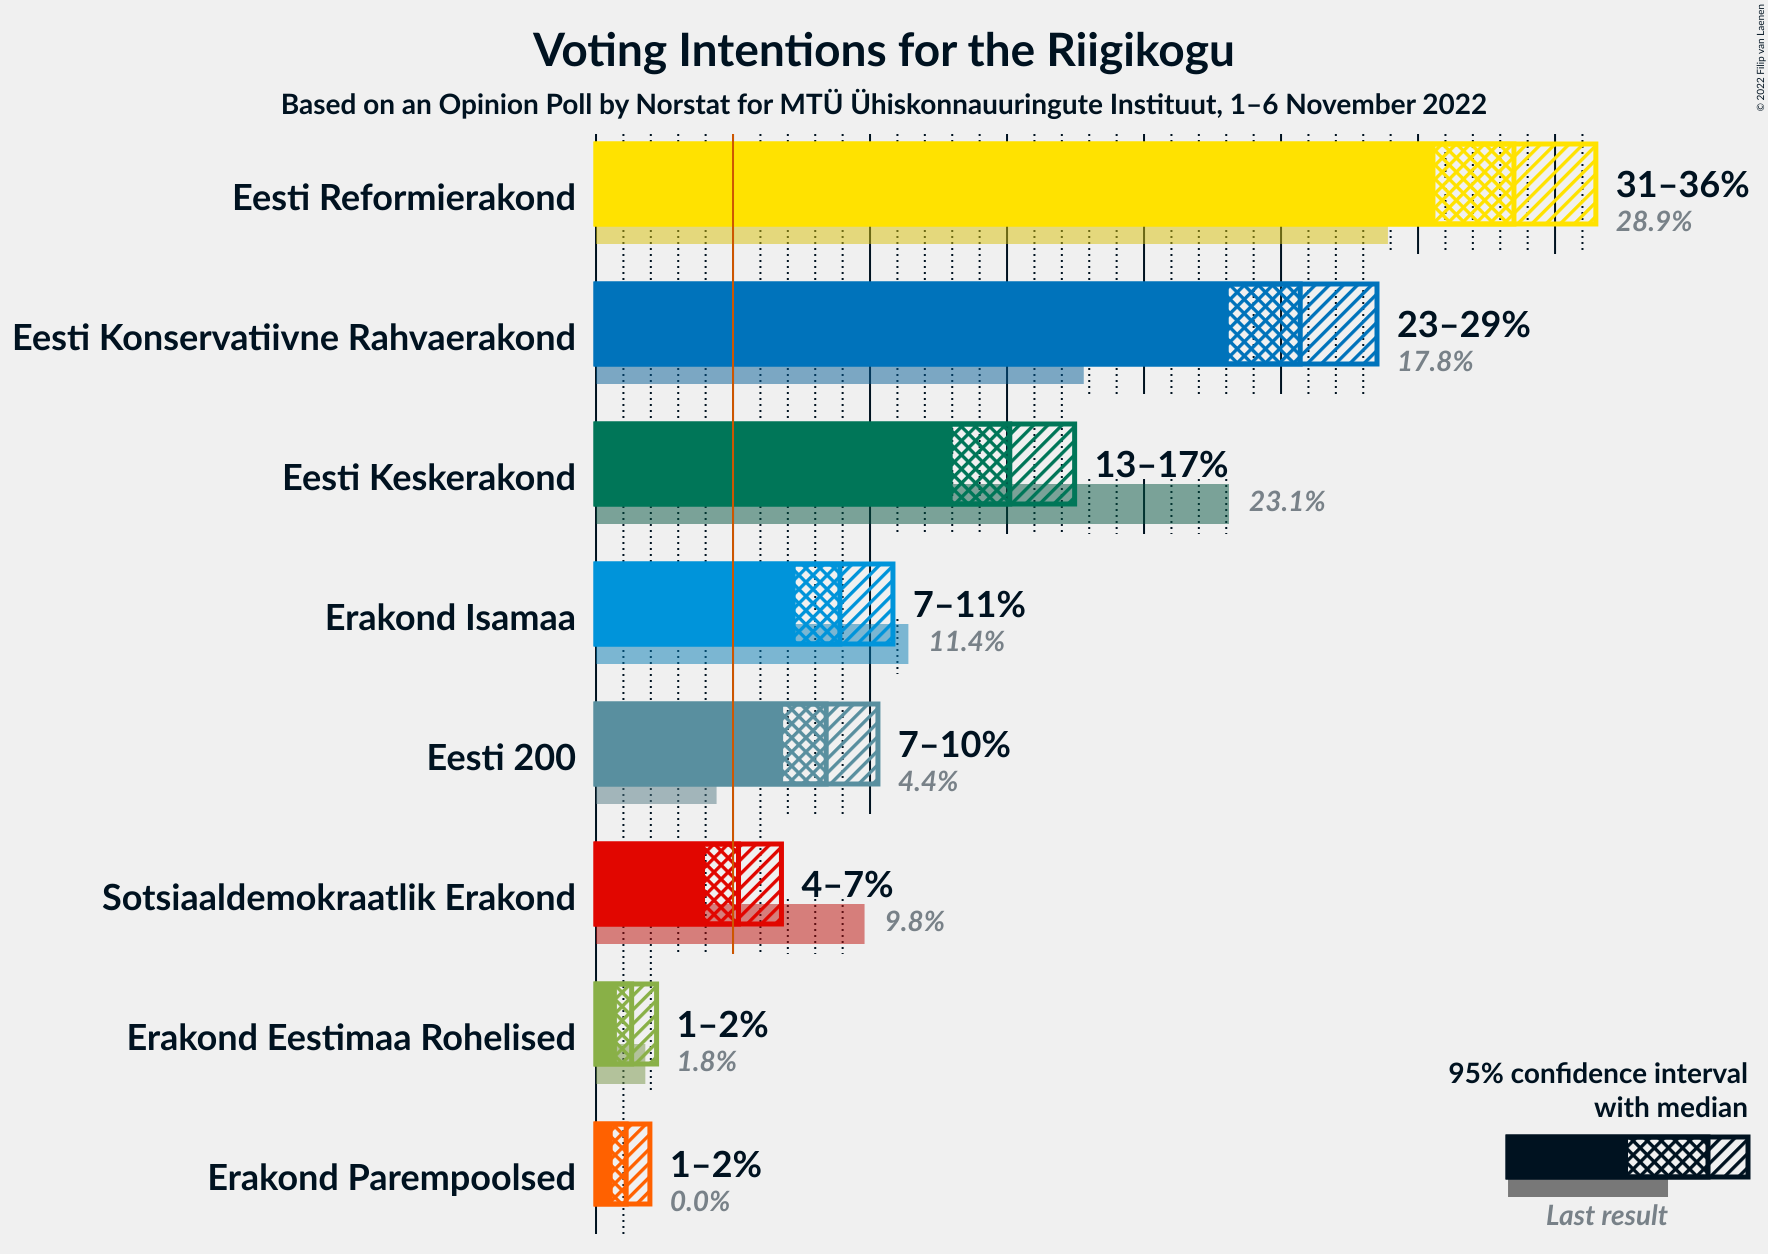 Voting Intentions for the Riigikogu
Based on an Opinion Poll by Norstat for MTÜ Ühiskonnauuringute Instituut, 1–6 November 2022
© 2022 Filip van Laenen
Eesti Reformierakond
31–36%
28.9%
Eesti Konservatiivne Rahvaerakond
23–29%
17.8%
Eesti Keskerakond
13–17%
23.1%
Erakond Isamaa
7–11%
11.4%
Eesti 200
7–10%
4.4%
Sotsiaaldemokraatlik Erakond
4–7%
9.8%
Erakond Eestimaa Rohelised
1–2%
1.8%
Erakond Parempoolsed
1–2%
0.0%
95% confidence interval
with median
Last result